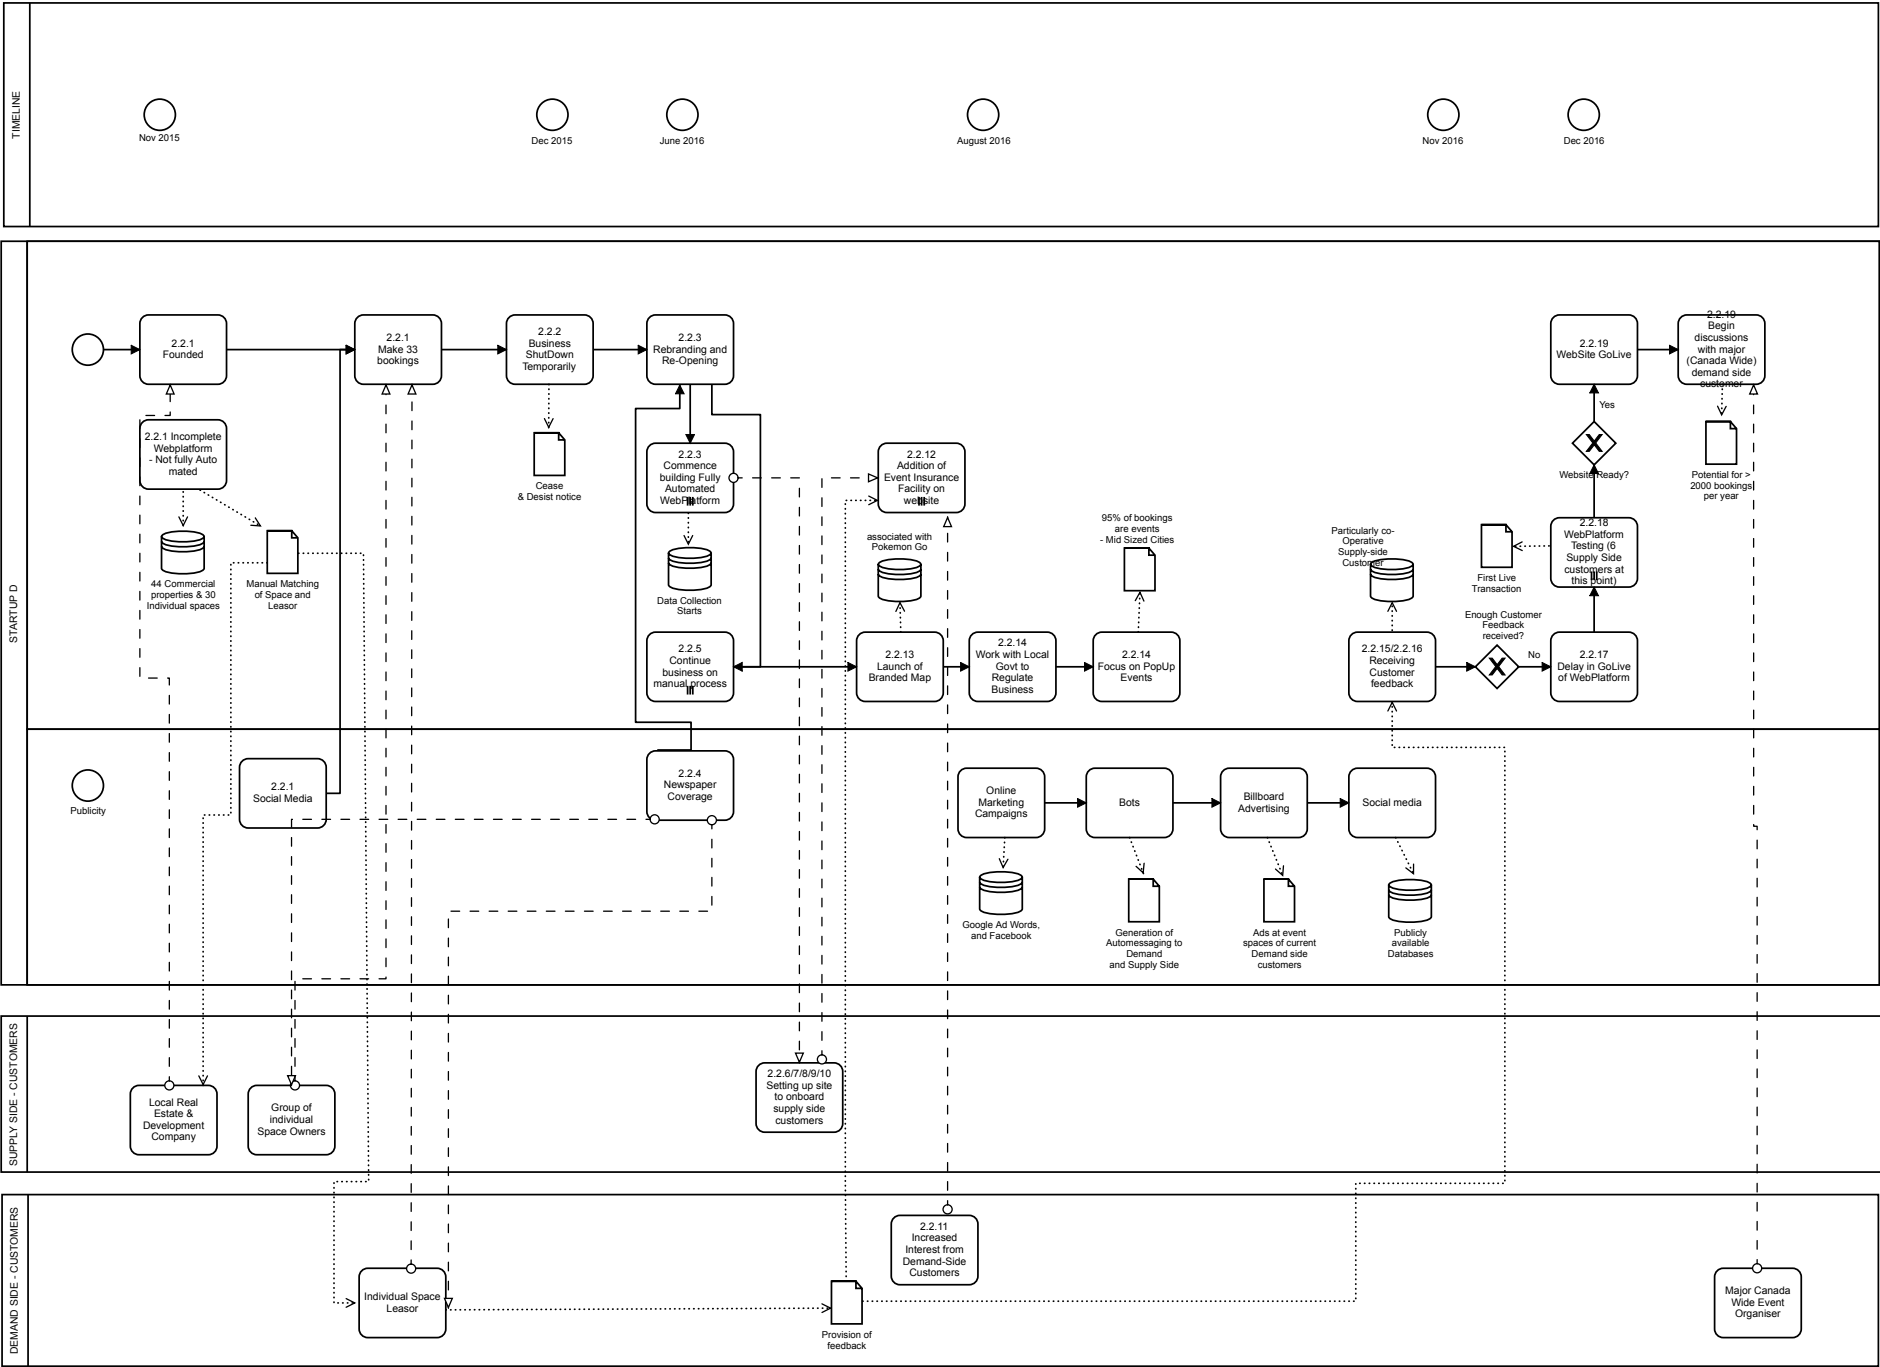 TIMELINE
Nov 2015
Dec 2015
June 2016
August 2016
Nov 2016
Dec 2016
STARTUP D
2.2.1
Founded
2.2.1
Make 33
bookings
2.2.2
Business
ShutDown
Temporarily
2.2.3
Rebranding and
Re-Opening
2.2.19
WebSite GoLive
2.2.19
Begin
discussions
with major
(Canada Wide)
demand side
customer
Yes
2.2.1 Incomplete
Webplatform
- Not fully Auto
mated
Cease
& Desist notice
2.2.3
Commence
building Fully
Automated
WebPlatform
2.2.12
Addition of
Event Insurance
Facility on
website
Website Ready?
Potential for >
2000 bookings
per year
44 Commercial
properties & 30
Individual spaces
Manual Matching
of Space and
Leasor
Data Collection
Starts
associated with
Pokemon Go
95% of bookings
are events
- Mid Sized Cities
Particularly co-
Operative
Supply-side
Customer
First Live
Transaction
2.2.18
WebPlatform
Testing (6
Supply Side
customers at
this point)
2.2.5
Continue
business on
manual process
2.2.13
Launch of
Branded Map
2.2.14
Work with Local
Govt to
Regulate
Business
2.2.14
Focus on PopUp
Events
2.2.15/2.2.16
Receiving
Customer
feedback
Enough Customer
Feedback
received?
No
2.2.17
Delay in GoLive
of WebPlatform
Publicity
2.2.1
Social Media
2.2.4
Newspaper
Coverage
Online
Marketing
Campaigns
Bots
Billboard
Advertising
Social media
Google Ad Words,
and Facebook
Generation of
Automessaging to
Demand
and Supply Side
Ads at event
spaces of current
Demand side
customers
Publicly
available
Databases
SUPPLY SIDE - CUSTOMERS
Local Real
Estate &
Development
Company
Group of
individual
Space Owners
2.2.6/7/8/9/10
Setting up site
to onboard
supply side
customers
DEMAND SIDE - CUSTOMERS
Individual Space
Leasor
Provision of
feedback
2.2.11
Increased
Interest from
Demand-Side
Customers
Major Canada
Wide Event
Organiser